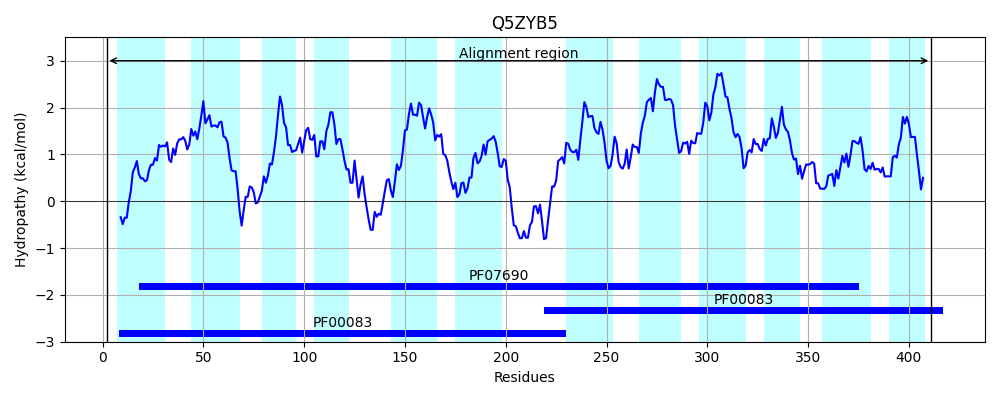 Q5ZYB5
Alignment region
Hydropathy (kcal/mol)
3
2
1
0
−1
−2
−3
PF07690
PF00083
PF00083
0 50 100 150 200 250 300 350 400
Residues